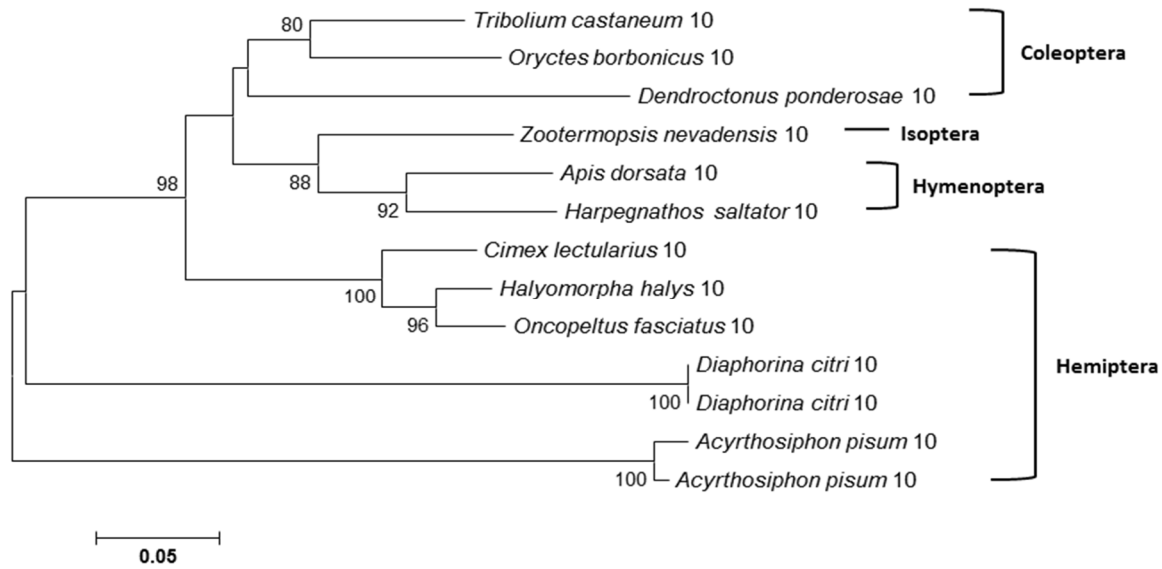 80
Tribolium castaneum 10
Oryctes borbonicus 10
Coleoptera
Dendroctonus ponderosae 10
Zootermopsis nevadensis 10
Isoptera
98
88
Apis dorsata 10
Hymenoptera
92
Harpegnathos saltator 10
Cimex lectularius 10
100
Halyomorpha halys 10
96
Oncopeltus fasciatus 10
Diaphorina citri 10
Hemiptera
100
Diaphorina citri 10
Acyrthosiphon pisum 10
100
Acyrthosiphon pisum 10
0.05